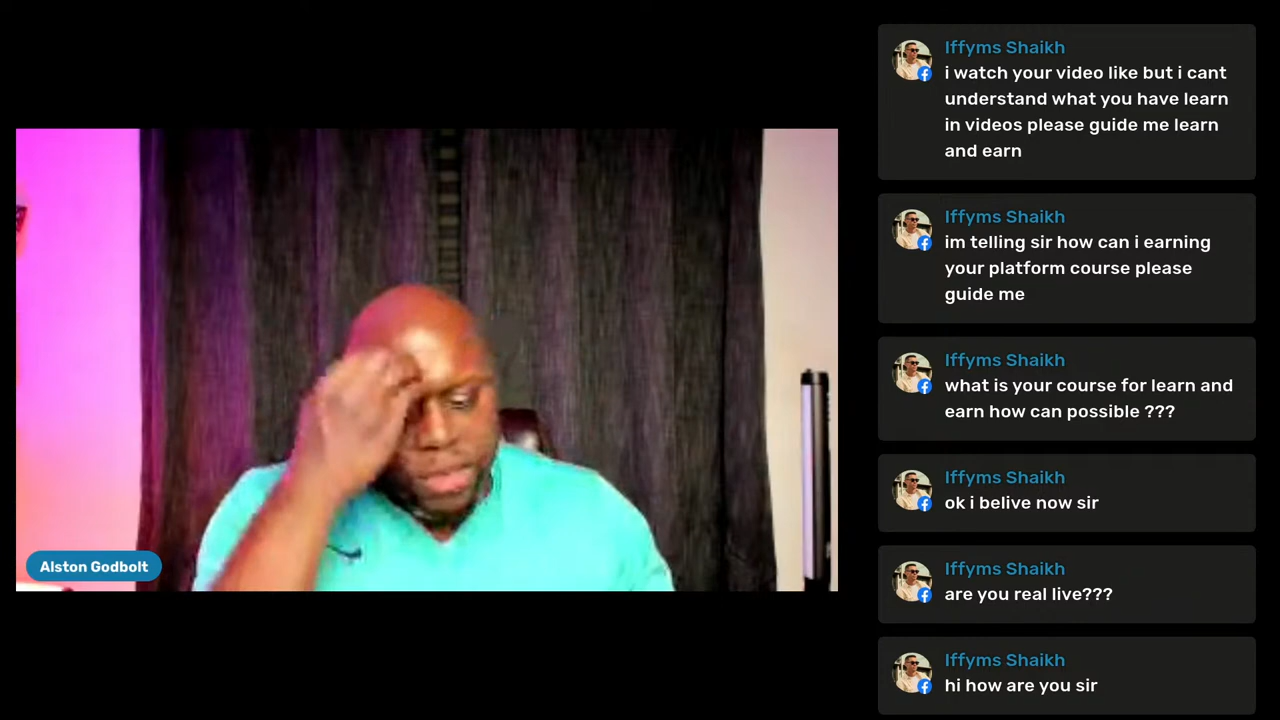 Alston Godbolt
Iffyms Shaikh
i watch your video like but i cant
understand what you have learn
in videos please guide me learn
and earn
Iffyms Shaikh
im telling sir how can i earning
your platform course please
guide me
Iffyms Shaikh
what is your course for learn and
earn how can possible ???
Iffyms Shaikh
ok i belive now sir
Iffyms Shaikh
are you real live???
Iffyms Shaikh
hi how are you sir